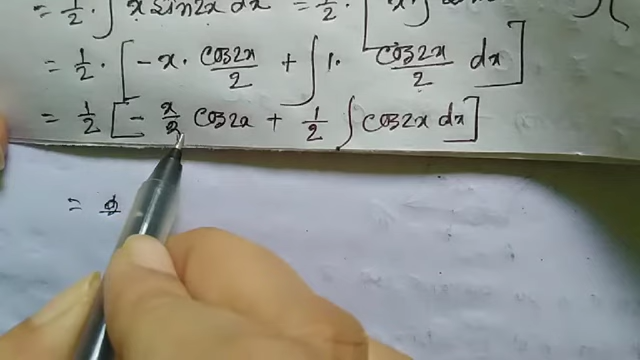 = 1/2 · ∫ x sin2x dx = 1/2 · [ x · ∫
= 1/2 · [ - x · cos2x/2 + ∫ 1 · cos2x/2 dx ]
= 1/2 [ - x/2 cos2x + 1/2 ∫ cos2x dx ]
=